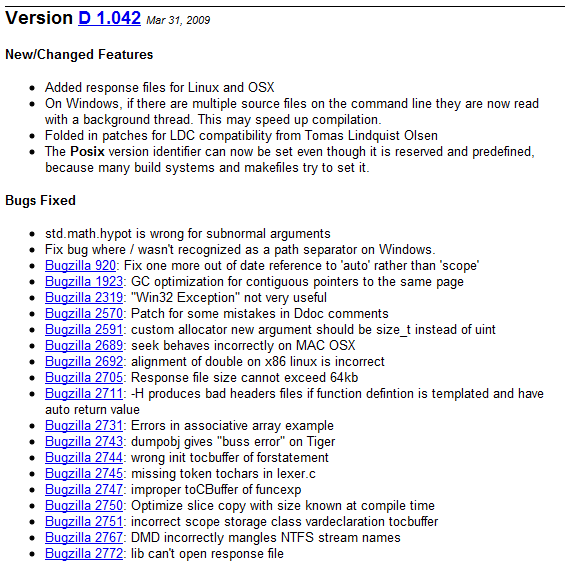 Version D 1.042 Mar 31, 2009
New/Changed Features
• Added response files for Linux and OSX
• On Windows, if there are multiple source files on the command line they are now read
with a background thread. This may speed up compilation.
• Folded in patches for LDC compatibility from Tomas Lindquist Olsen
• The Posix version identifier can now be set even though it is reserved and predefined,
because many build systems and makefiles try to set it.
Bugs Fixed
• std.math.hypot is wrong for subnormal arguments
• Fix bug where / wasn't recognized as a path separator on Windows.
• Bugzilla 920: Fix one more out of date reference to 'auto' rather than 'scope'
• Bugzilla 1923: GC optimization for contiguous pointers to the same page
• Bugzilla 2319: "Win32 Exception" not very useful
• Bugzilla 2570: Patch for some mistakes in Ddoc comments
• Bugzilla 2591: custom allocator new argument should be size_t instead of uint
• Bugzilla 2689: seek behaves incorrectly on MAC OSX
• Bugzilla 2692: alignment of double on x86 linux is incorrect
• Bugzilla 2705: Response file size cannot exceed 64kb
• Bugzilla 2711: -H produces bad headers files if function defintion is templated and have
auto return value
• Bugzilla 2731: Errors in associative array example
• Bugzilla 2743: dumpobj gives "buss error" on Tiger
• Bugzilla 2744: wrong init tocbuffer of forstatement
• Bugzilla 2745: missing token tochars in lexer.c
• Bugzilla 2747: improper toCBuffer of funcexp
• Bugzilla 2750: Optimize slice copy with size known at compile time
• Bugzilla 2751: incorrect scope storage class vardeclaration tocbuffer
• Bugzilla 2767: DMD incorrectly mangles NTFS stream names
• Bugzilla 2772: lib can't open response file